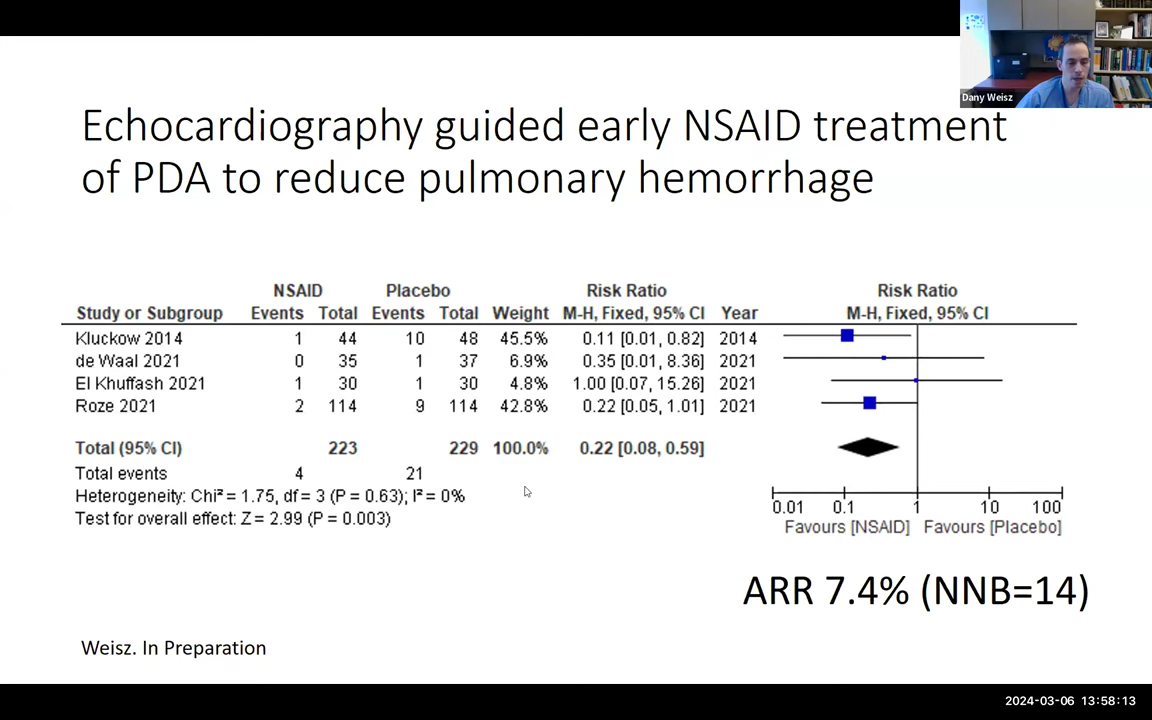 Dany Weisz
Echocardiography guided early NSAID treatment
of PDA to reduce pulmonary hemorrhage
NSAID Placebo Risk Ratio Risk Ratio
Study or Subgroup Events Total Events Total Weight M-H, Fixed, 95% CI Year M-H, Fixed, 95% CI
Kluckow 2014 1 44 10 48 45.5% 0.11 [0.01, 0.82] 2014
de Waal 2021 0 35 1 37 6.9% 0.35 [0.01, 8.36] 2021
El Khuffash 2021 1 30 1 30 4.8% 1.00 [0.07, 15.26] 2021
Roze 2021 2 114 9 114 42.8% 0.22 [0.05, 1.01] 2021
Total (95% CI) 223 229 100.0% 0.22 [0.08, 0.59]
Total events 4 21
Heterogeneity: Chi² = 1.75, df = 3 (P = 0.63); I² = 0%
Test for overall effect: Z = 2.99 (P = 0.003)
0.01 0.1 1 10 100
Favours [NSAID] Favours [Placebo]
ARR 7.4% (NNB=14)
Weisz. In Preparation
2024-03-06 13:58:13